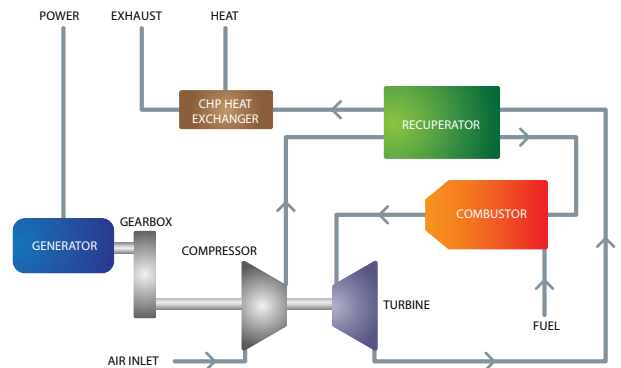 POWER
EXHAUST
HEAT
CHP HEAT
EXCHANGER
RECUPERATOR
COMBUSTOR
GEARBOX
GENERATOR
COMPRESSOR
TURBINE
FUEL
AIR INLET